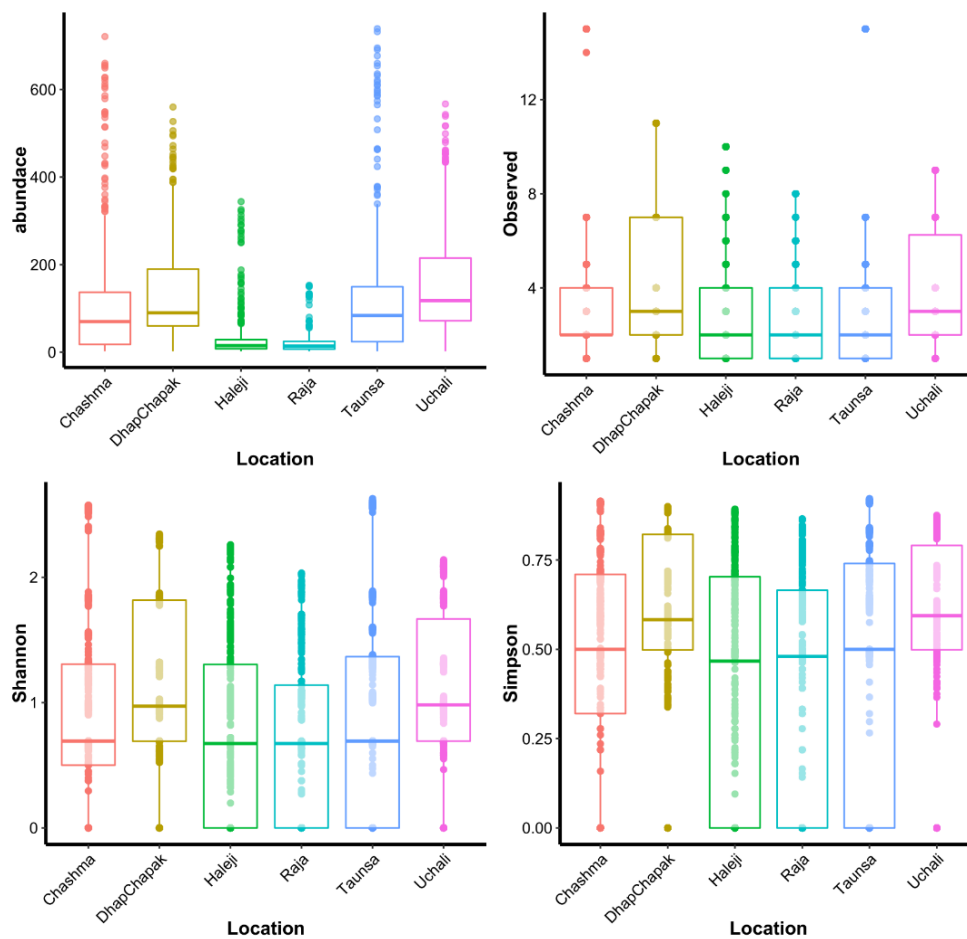 abundace
600
400
200
0
Chashma
DhapChapak
Haleji
Raja
Taunsa
Uchali
Location
Observed
12
8
4
Chashma
DhapChapak
Haleji
Raja
Taunsa
Uchali
Location
Shannon
2
1
0
Chashma
DhapChapak
Haleji
Raja
Taunsa
Uchali
Location
Simpson
0.75
0.50
0.25
0.00
Chashma
DhapChapak
Haleji
Raja
Taunsa
Uchali
Location